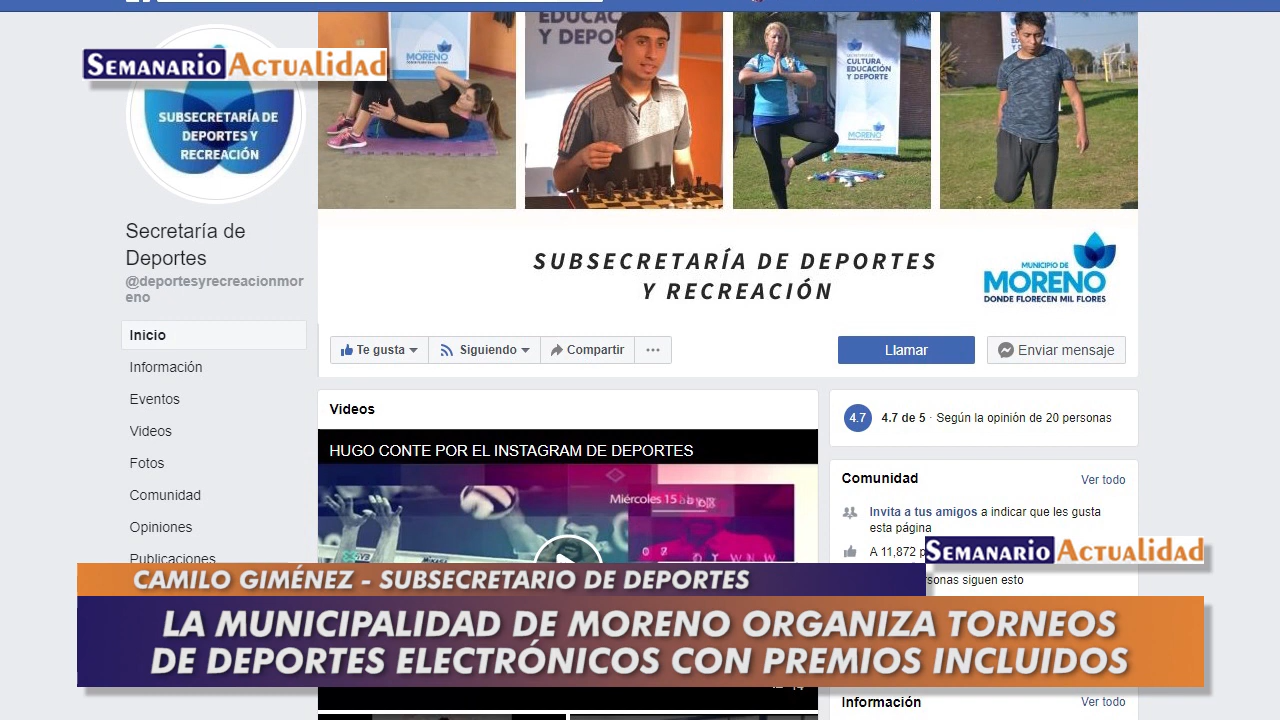 SEMANARIO ACTUALIDAD
SUBSECRETARÍA DE
DEPORTES Y
RECREACIÓN
MORENO
EDUCAC
Y DEPO
CULTURA
EDUCACIÓN
Y DEPORTE
MORENO
Secretaría de
Deportes
@deportesyrecreacionmor
eno
SUBSECRETARÍA DE DEPORTES
Y RECREACIÓN
MUNICIPIO DE
MORENO
DONDE FLORECEN MIL FLORES
Inicio
Información
Eventos
Videos
Fotos
Comunidad
Opiniones
Publicaciones
Te gusta
Siguiendo
Compartir
Llamar
Enviar mensaje
Videos
HUGO CONTE POR EL INSTAGRAM DE DEPORTES
Miércoles 15
4.7
4.7 de 5 · Según la opinión de 20 personas
Comunidad
Ver todo
Invita a tus amigos a indicar que les gusta
esta página
A 11,872
SEMANARIO ACTUALIDAD
personas siguen esto
CAMILO GIMÉNEZ - SUBSECRETARIO DE DEPORTES
LA MUNICIPALIDAD DE MORENO ORGANIZA TORNEOS
DE DEPORTES ELECTRÓNICOS CON PREMIOS INCLUIDOS
Información
Ver todo